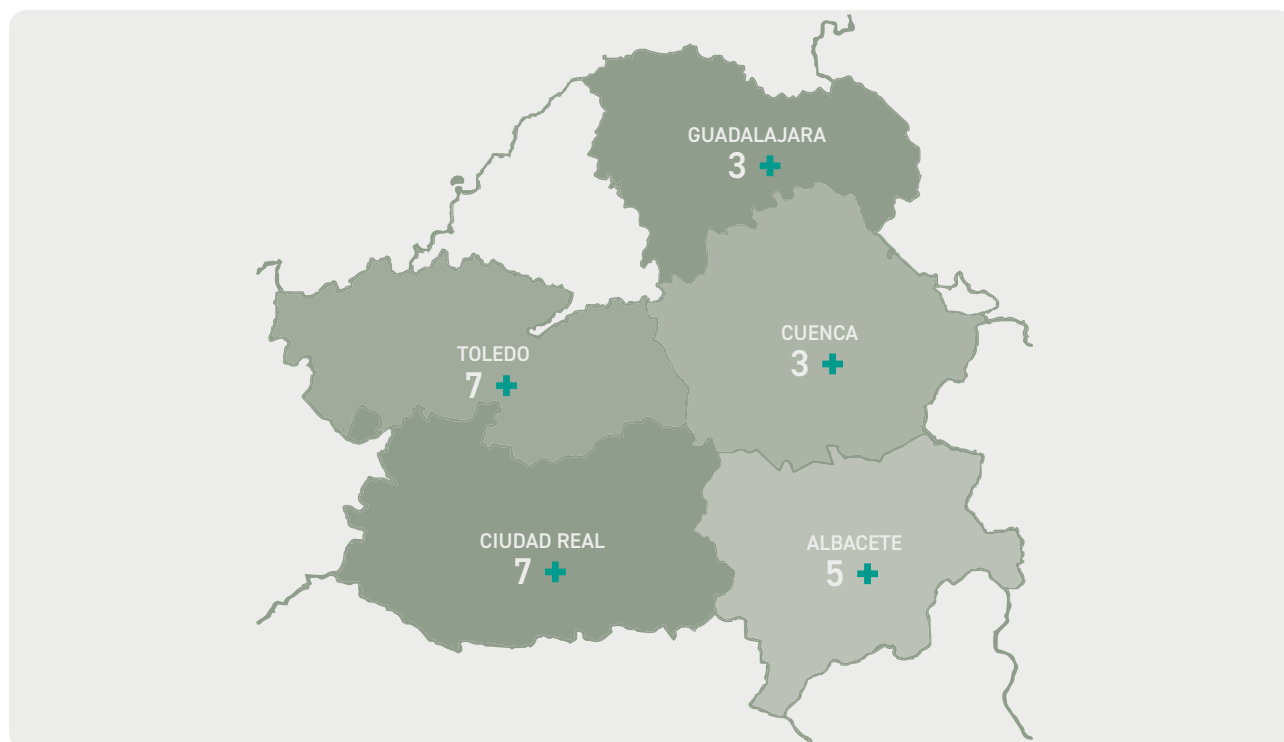 GUADALAJARA
3
CUENCA
3
TOLEDO
7
CIUDAD REAL
7
ALBACETE
5